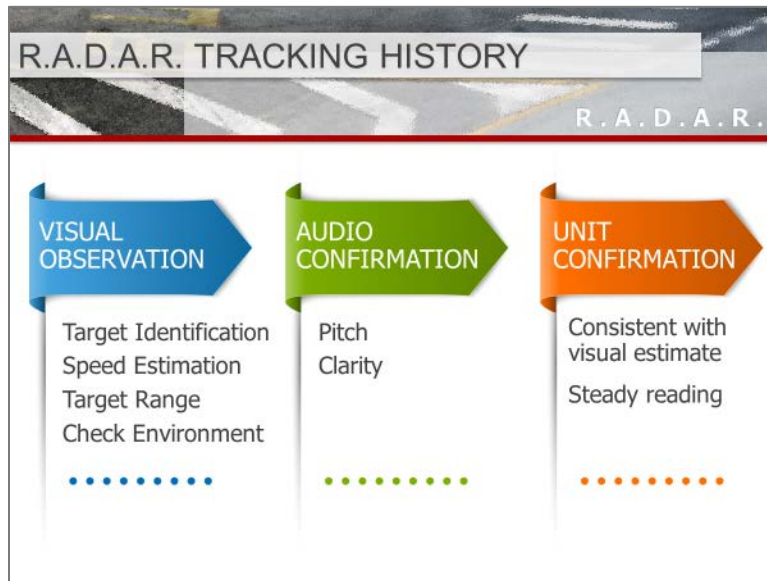 R.A.D.A.R. TRACKING HISTORY
R.A.D.A.R.
VISUAL
OBSERVATION
Target Identification
Speed Estimation
Target Range
Check Environment
AUDIO
CONFIRMATION
Pitch
Clarity
UNIT
CONFIRMATION
Consistent with
visual estimate
Steady reading